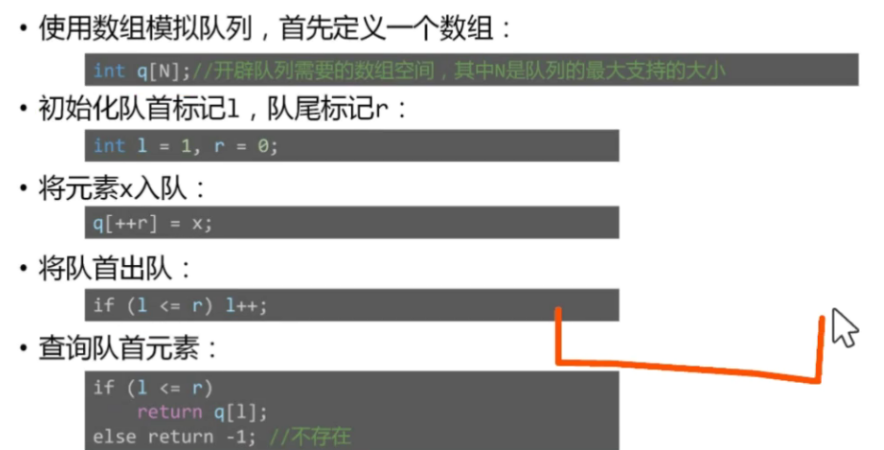 • 使用数组模拟队列，首先定义一个数组：
int q[N];//开辟队列需要的数组空间，其中N是队列的最大支持的大小
• 初始化队首标记l，队尾标记r：
int l = 1, r = 0;
• 将元素x入队：
q[++r] = x;
• 将队首出队：
if (l <= r) l++;
• 查询队首元素：
if (l <= r)
    return q[l];
else return -1; //不存在